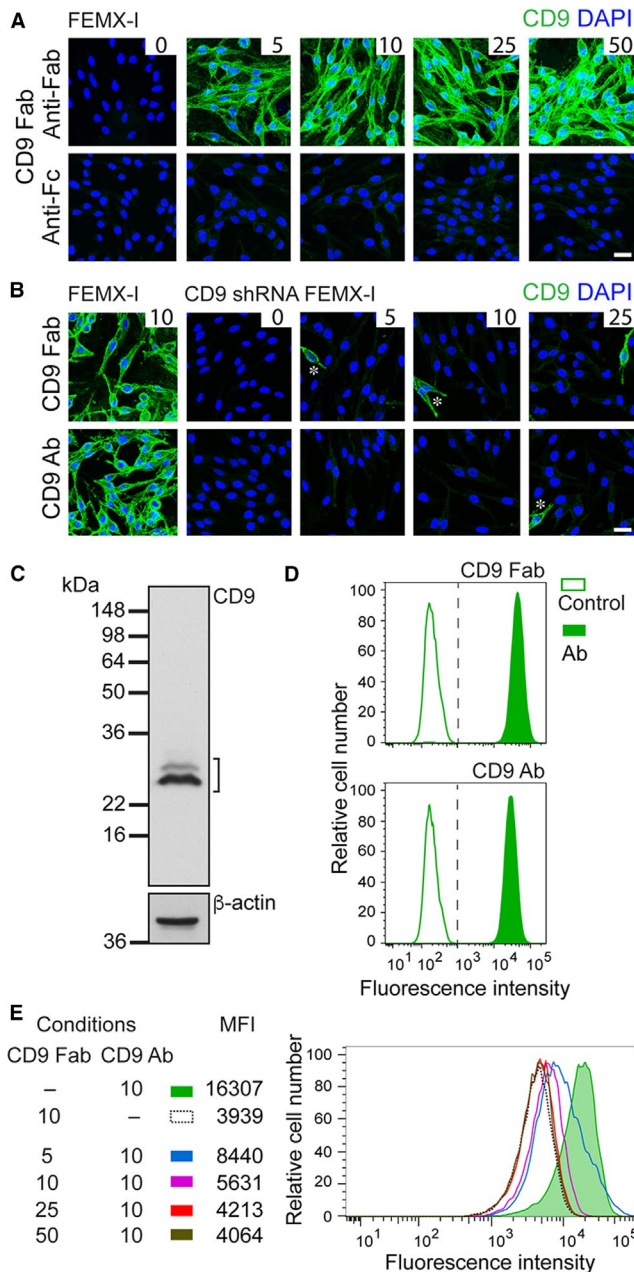 A
FEMX-I
CD9 DAPI
CD9 Fab
Anti-Fab
0
5
10
25
50
Anti-Fc
B
FEMX-I
CD9 shRNA FEMX-I
CD9 DAPI
CD9 Fab
10
0
5
10
25
*
*
CD9 Ab
*
C
kDa
CD9
148
98
64
50
36
22
16
β-actin
36
D
CD9 Fab
Control
Ab
100
80
60
40
20
0
CD9 Ab
Relative cell number
100
80
60
40
20
0
10¹ 10² 10³ 10⁴ 10⁵
Fluorescence intensity
E
Conditions MFI
CD9 Fab CD9 Ab
– 10 16307
10 – 3939
5 10 8440
10 10 5631
25 10 4213
50 10 4064
Relative cell number
100
80
60
40
20
0
10¹ 10² 10³ 10⁴ 10⁵
Fluorescence intensity